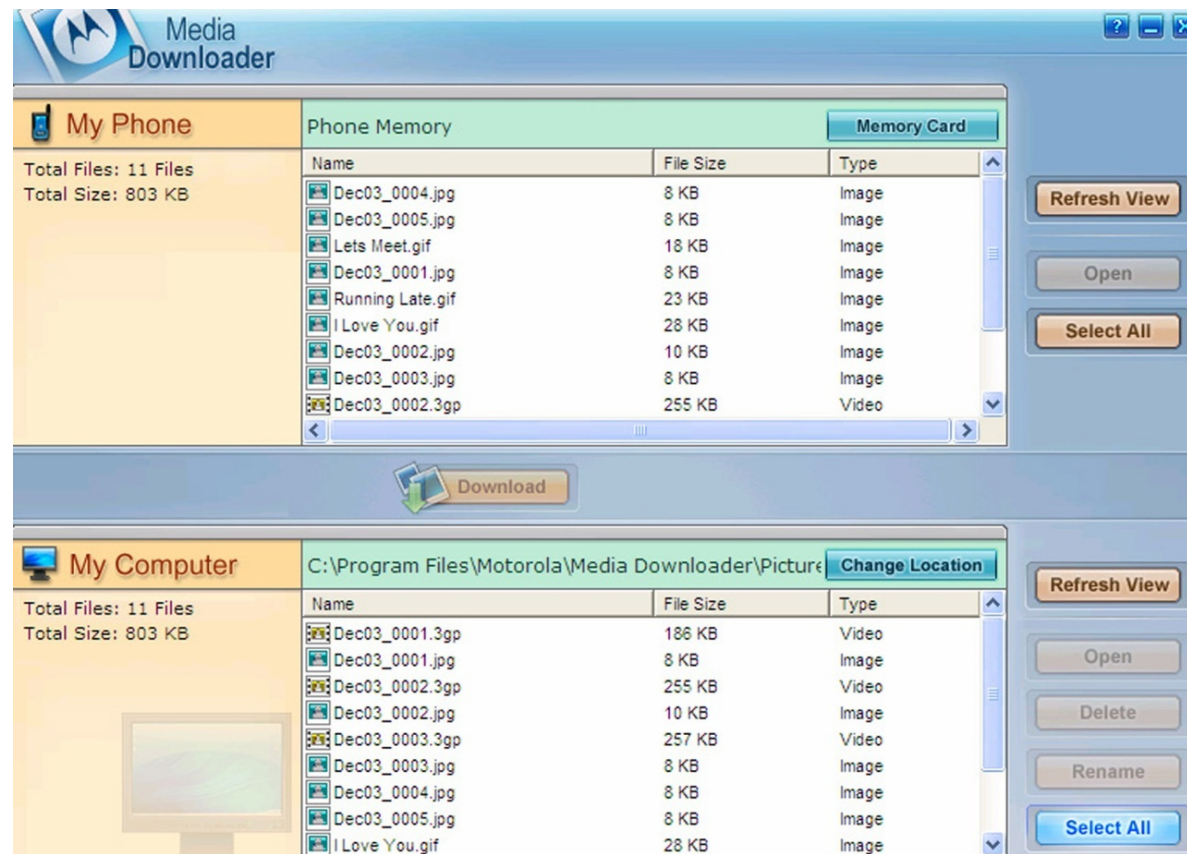 Media
Downloader
My Phone
Phone Memory
Memory Card
Total Files: 11 Files
Total Size: 803 KB
Name File Size Type
Dec03_0004.jpg 8 KB Image
Dec03_0005.jpg 8 KB Image
Lets Meet.gif 18 KB Image
Dec03_0001.jpg 8 KB Image
Running Late.gif 23 KB Image
I Love You.gif 28 KB Image
Dec03_0002.jpg 10 KB Image
Dec03_0003.jpg 8 KB Image
Dec03_0002.3gp 255 KB Video
Refresh View
Open
Select All
Download
My Computer
C:\Program Files\Motorola\Media Downloader\Picture
Change Location
Total Files: 11 Files
Total Size: 803 KB
Name File Size Type
Dec03_0001.3gp 186 KB Video
Dec03_0001.jpg 8 KB Image
Dec03_0002.3gp 255 KB Video
Dec03_0002.jpg 10 KB Image
Dec03_0003.3gp 257 KB Video
Dec03_0003.jpg 8 KB Image
Dec03_0004.jpg 8 KB Image
Dec03_0005.jpg 8 KB Image
I Love You.gif 28 KB Image
Refresh View
Open
Delete
Rename
Select All